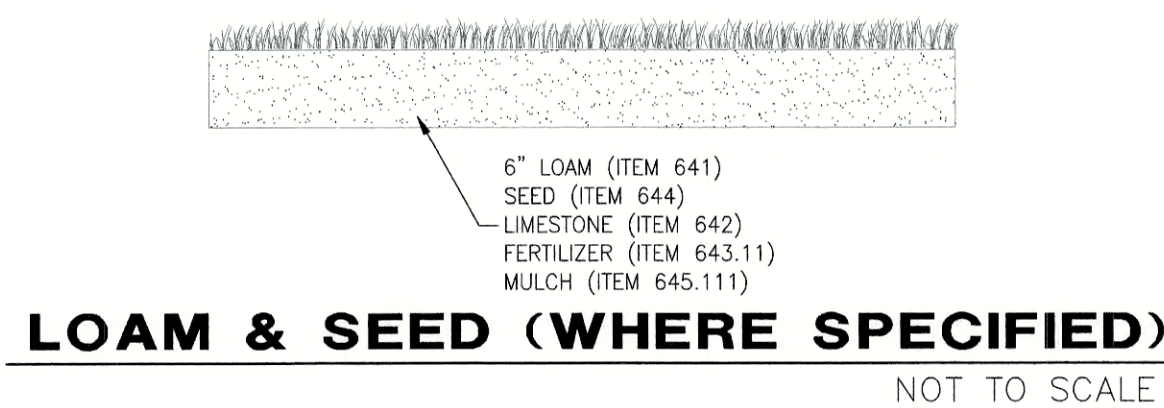 6" LOAM (ITEM 641)
SEED (ITEM 644)
LIMESTONE (ITEM 642)
FERTILIZER (ITEM 643.11)
MULCH (ITEM 645.111)
LOAM & SEED (WHERE SPECIFIED)
NOT TO SCALE